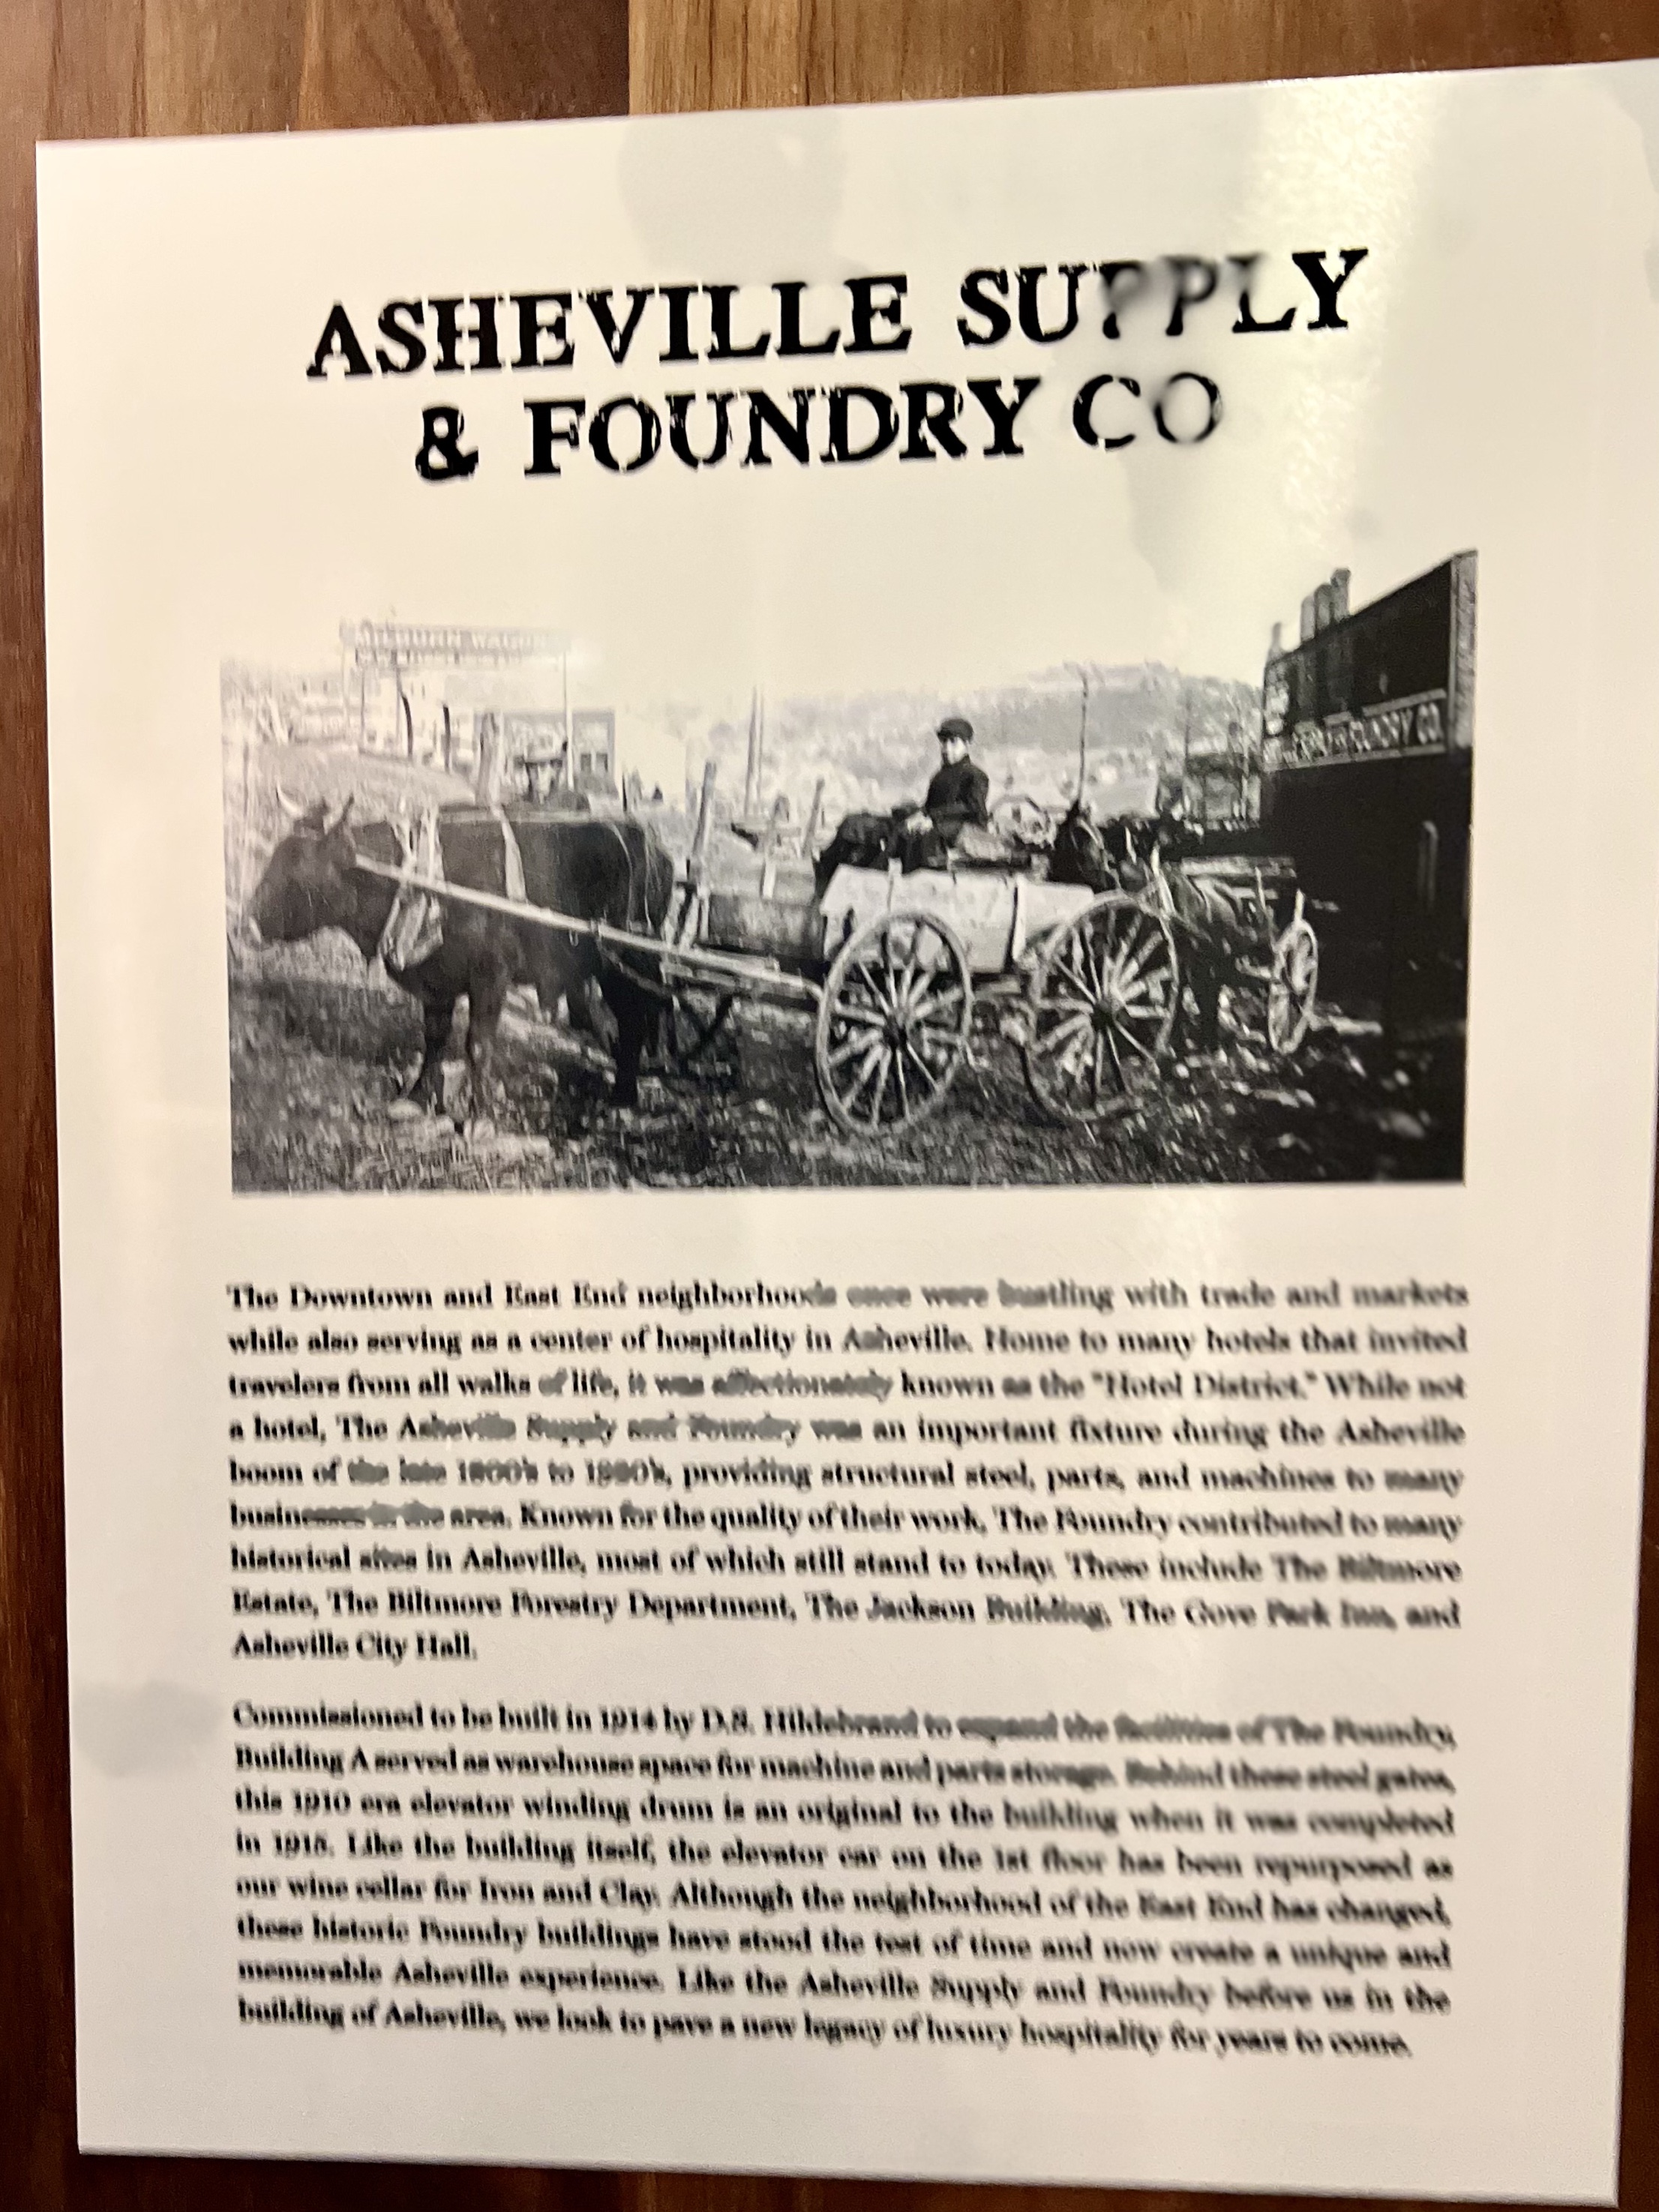 ASHEVILLE SUPPLY
& FOUNDRY CO
FOUNDRY CO.
The Downtown and East End neighborhoods once were bustling with trade and markets
while also serving as a center of hospitality in Asheville. Home to many hotels that invited
travelers from all walks of life, it was affectionately known as the "Hotel District." While not
a hotel, The Asheville Supply and Foundry was an important fixture during the Asheville
boom of the late 1800's to 1920's, providing structural steel, parts, and machines to many
businesses in the area. Known for the quality of their work, The Foundry contributed to many
historical sites in Asheville, most of which still stand to today. These include The Biltmore
Estate, The Biltmore Forestry Department, The Jackson Building, The Gove Park Inn, and
Asheville City Hall.
Commissioned to be built in 1914 by D.S. Hildebrand to expand the facilities of The Foundry,
Building A served as warehouse space for machine and parts storage. Behind these steel gates,
this 1910 era elevator winding drum is an original to the building when it was completed
in 1915. Like the building itself, the elevator car on the 1st floor has been repurposed as
our wine cellar for Iron and Clay. Although the neighborhood of the East End has changed,
these historic Foundry buildings have stood the test of time and now create a unique and
memorable Asheville experience. Like the Asheville Supply and Foundry before us in the
building of Asheville, we look to pave a new legacy of luxury hospitality for years to come.